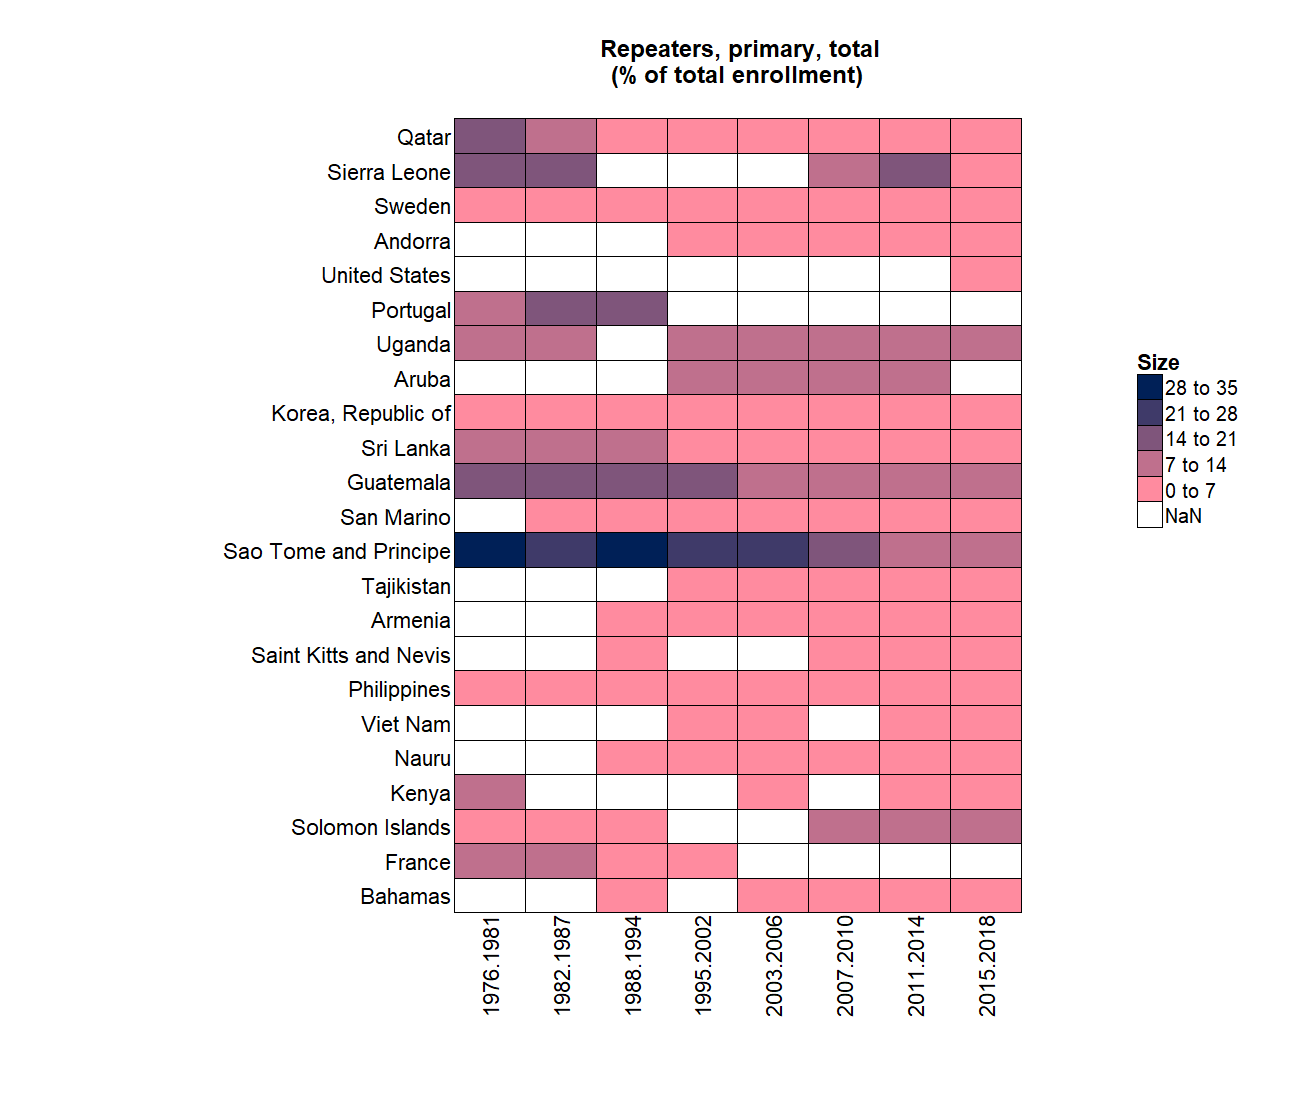 Repeaters, primary, total
(% of total enrollment)
Qatar
Sierra Leone
Sweden
Andorra
United States
Portugal
Uganda
Aruba
Korea, Republic of
Sri Lanka
Guatemala
San Marino
Sao Tome and Principe
Tajikistan
Armenia
Saint Kitts and Nevis
Philippines
Viet Nam
Nauru
Kenya
Solomon Islands
France
Bahamas
1976.1981
1982.1987
1988.1994
1995.2002
2003.2006
2007.2010
2011.2014
2015.2018
Size
28 to 35
21 to 28
14 to 21
7 to 14
0 to 7
NaN